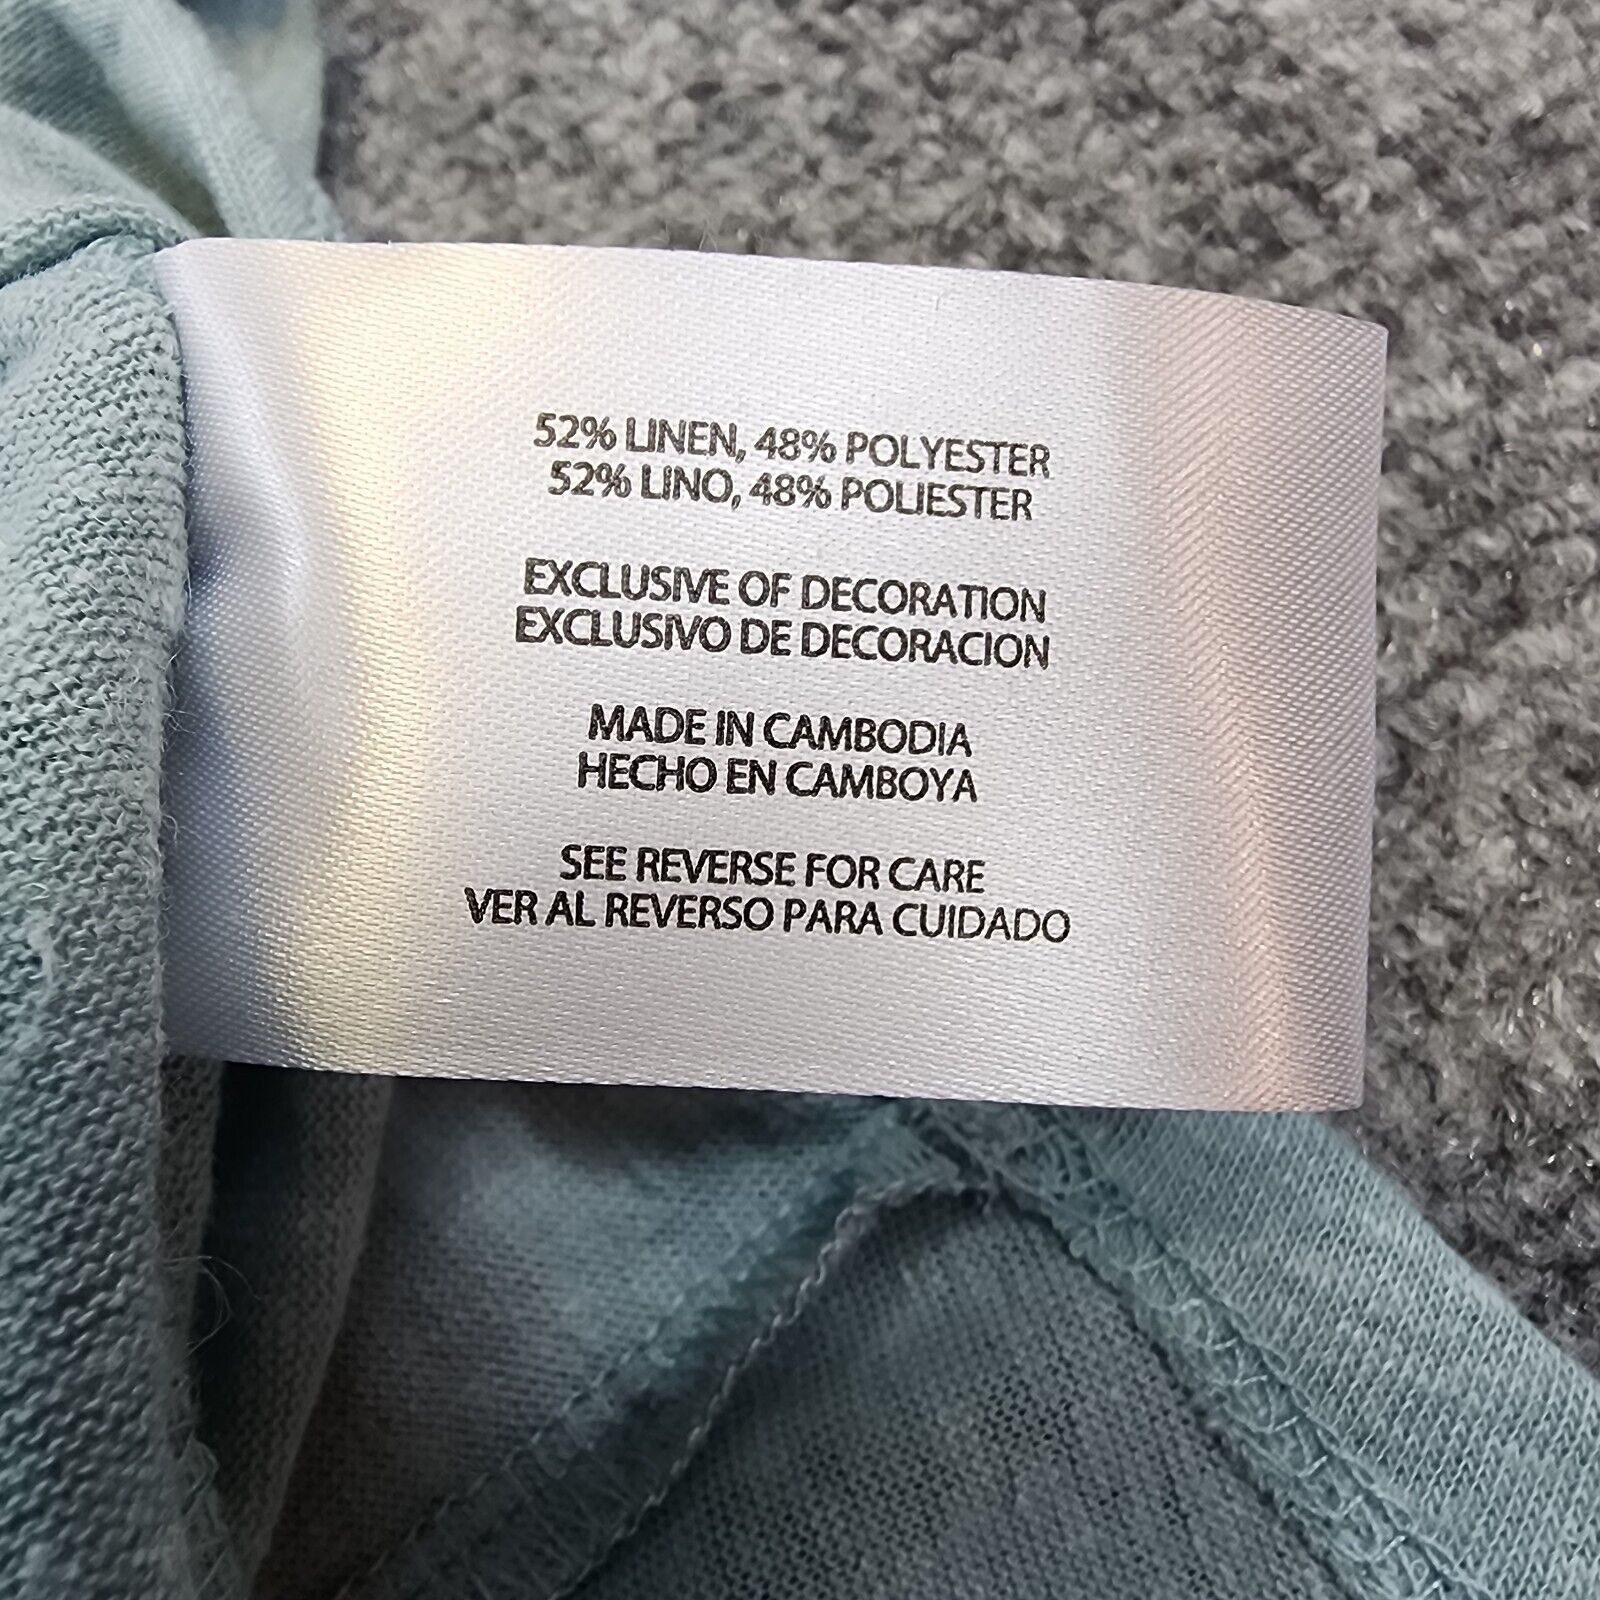 52% LINEN, 48% POLYESTER
52% LINO, 48% POLIESTER
EXCLUSIVE OF DECORATION
EXCLUSIVO DE DECORACION
MADE IN CAMBODIA
HECHO EN CAMBOYA
SEE REVERSE FOR CARE
VER AL REVERSO PARA CUIDADO